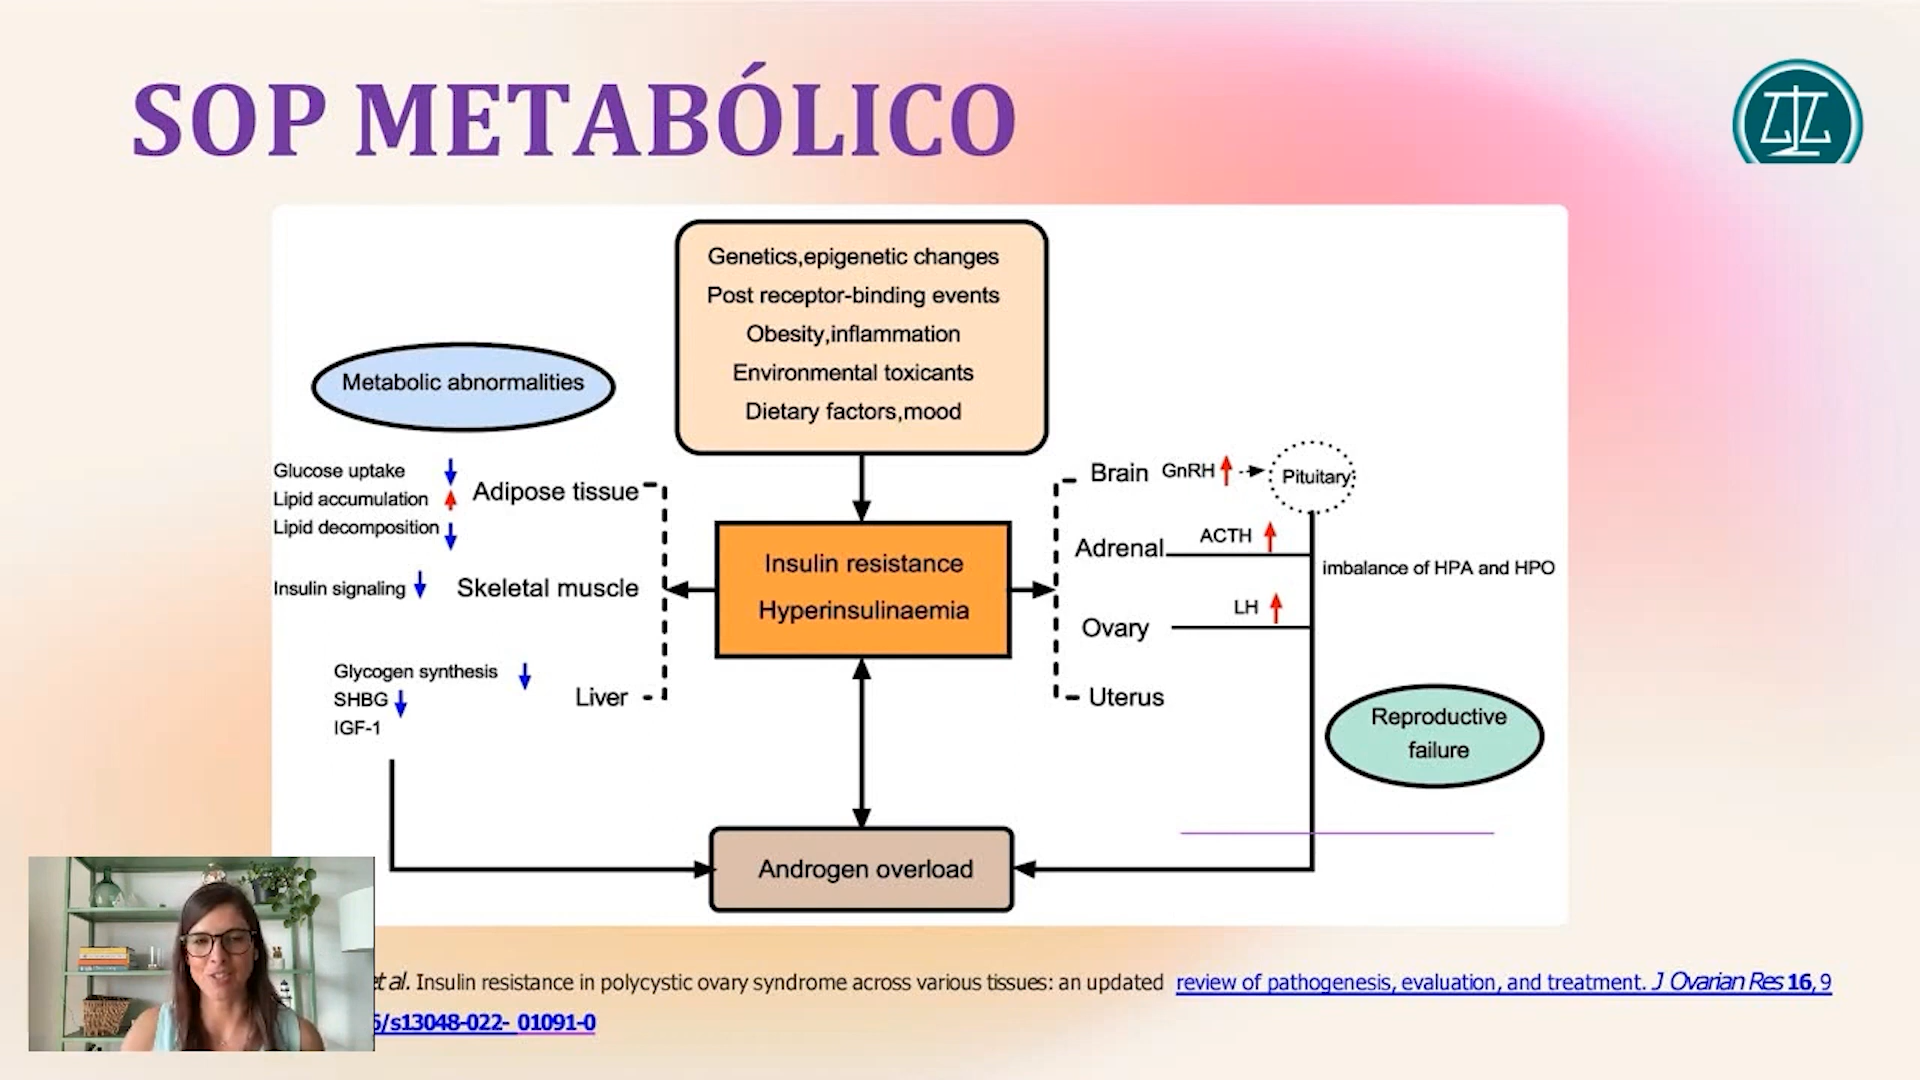 SOP METABÓLICO
Genetics,epigenetic changes
Post receptor-binding events
Obesity,inflammation
Environmental toxicants
Dietary factors,mood
Metabolic abnormalities
Glucose uptake
Lipid accumulation
Lipid decomposition
Adipose tissue
Insulin signaling
Skeletal muscle
Glycogen synthesis
SHBG
IGF-1
Liver
Insulin resistance
Hyperinsulinaemia
Brain GnRH
Pituitary
Adrenal
ACTH
imbalance of HPA and HPO
LH
Ovary
Uterus
Reproductive
failure
Androgen overload
et al. Insulin resistance in polycystic ovary syndrome across various tissues: an updated review of pathogenesis, evaluation, and treatment. J Ovarian Res 16, 9
/s13048-022- 01091-0